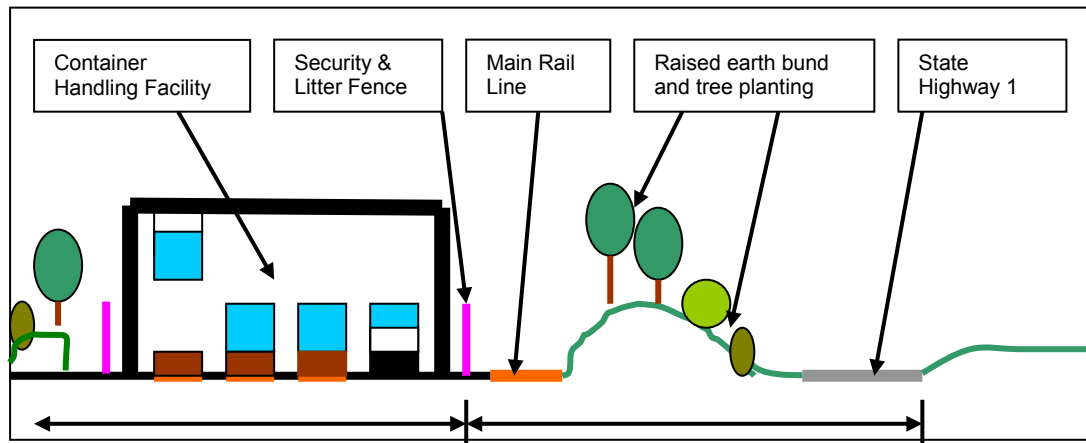 Container
Handling Facility
Security &
Litter Fence
Main Rail
Line
Raised earth bund
and tree planting
State
Highway 1